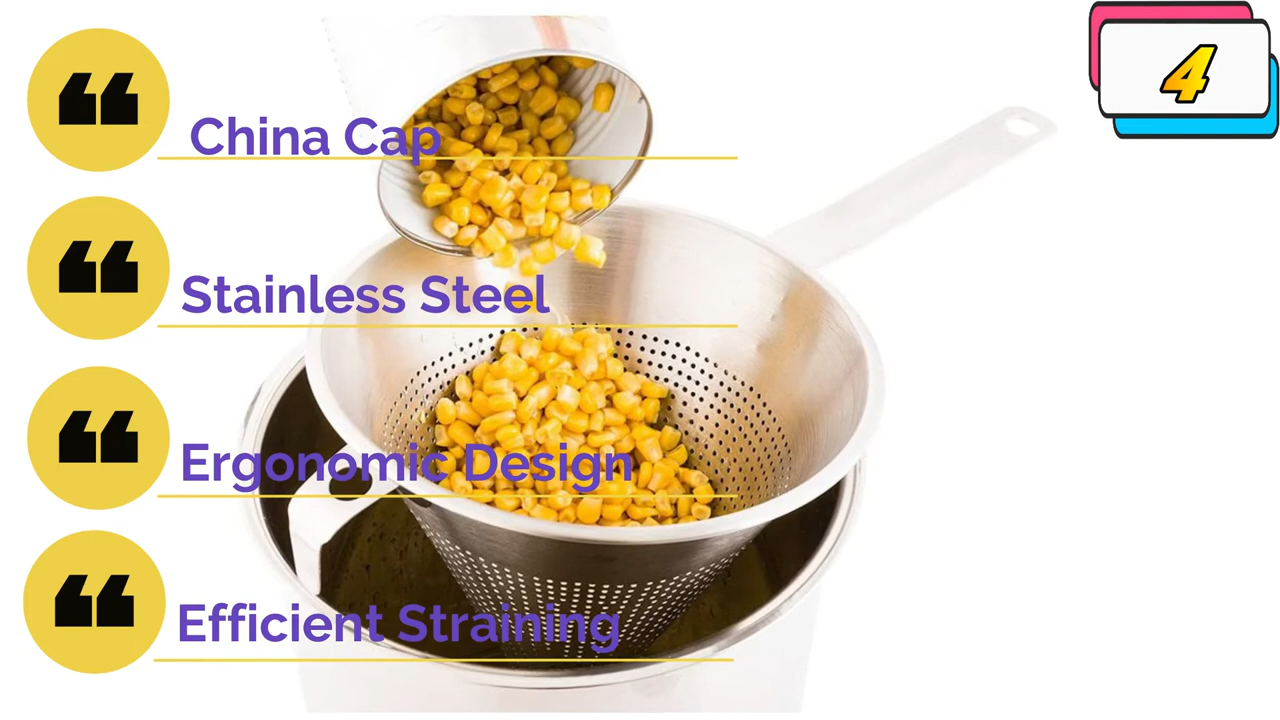 4
❝ China Cap
❝ Stainless Steel
❝ Ergonomic Design
❝ Efficient Straining